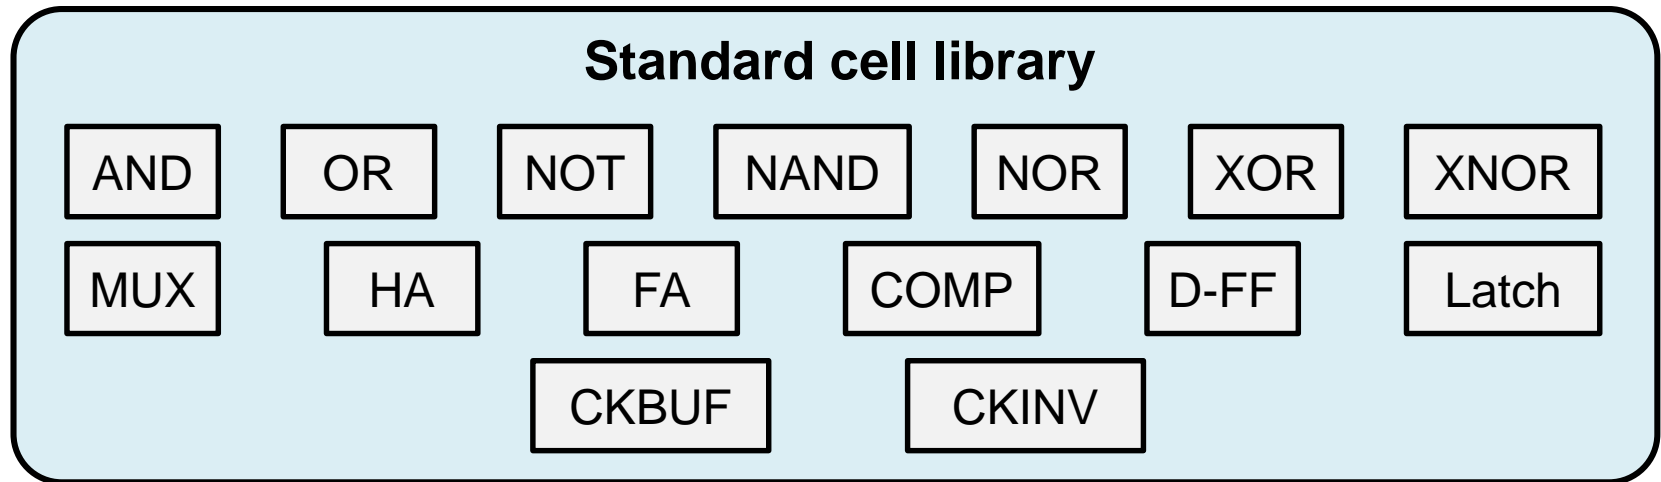 Standard cell library
AND OR NOT NAND NOR XOR XNOR
MUX HA FA COMP D-FF Latch
CKBUF CKINV